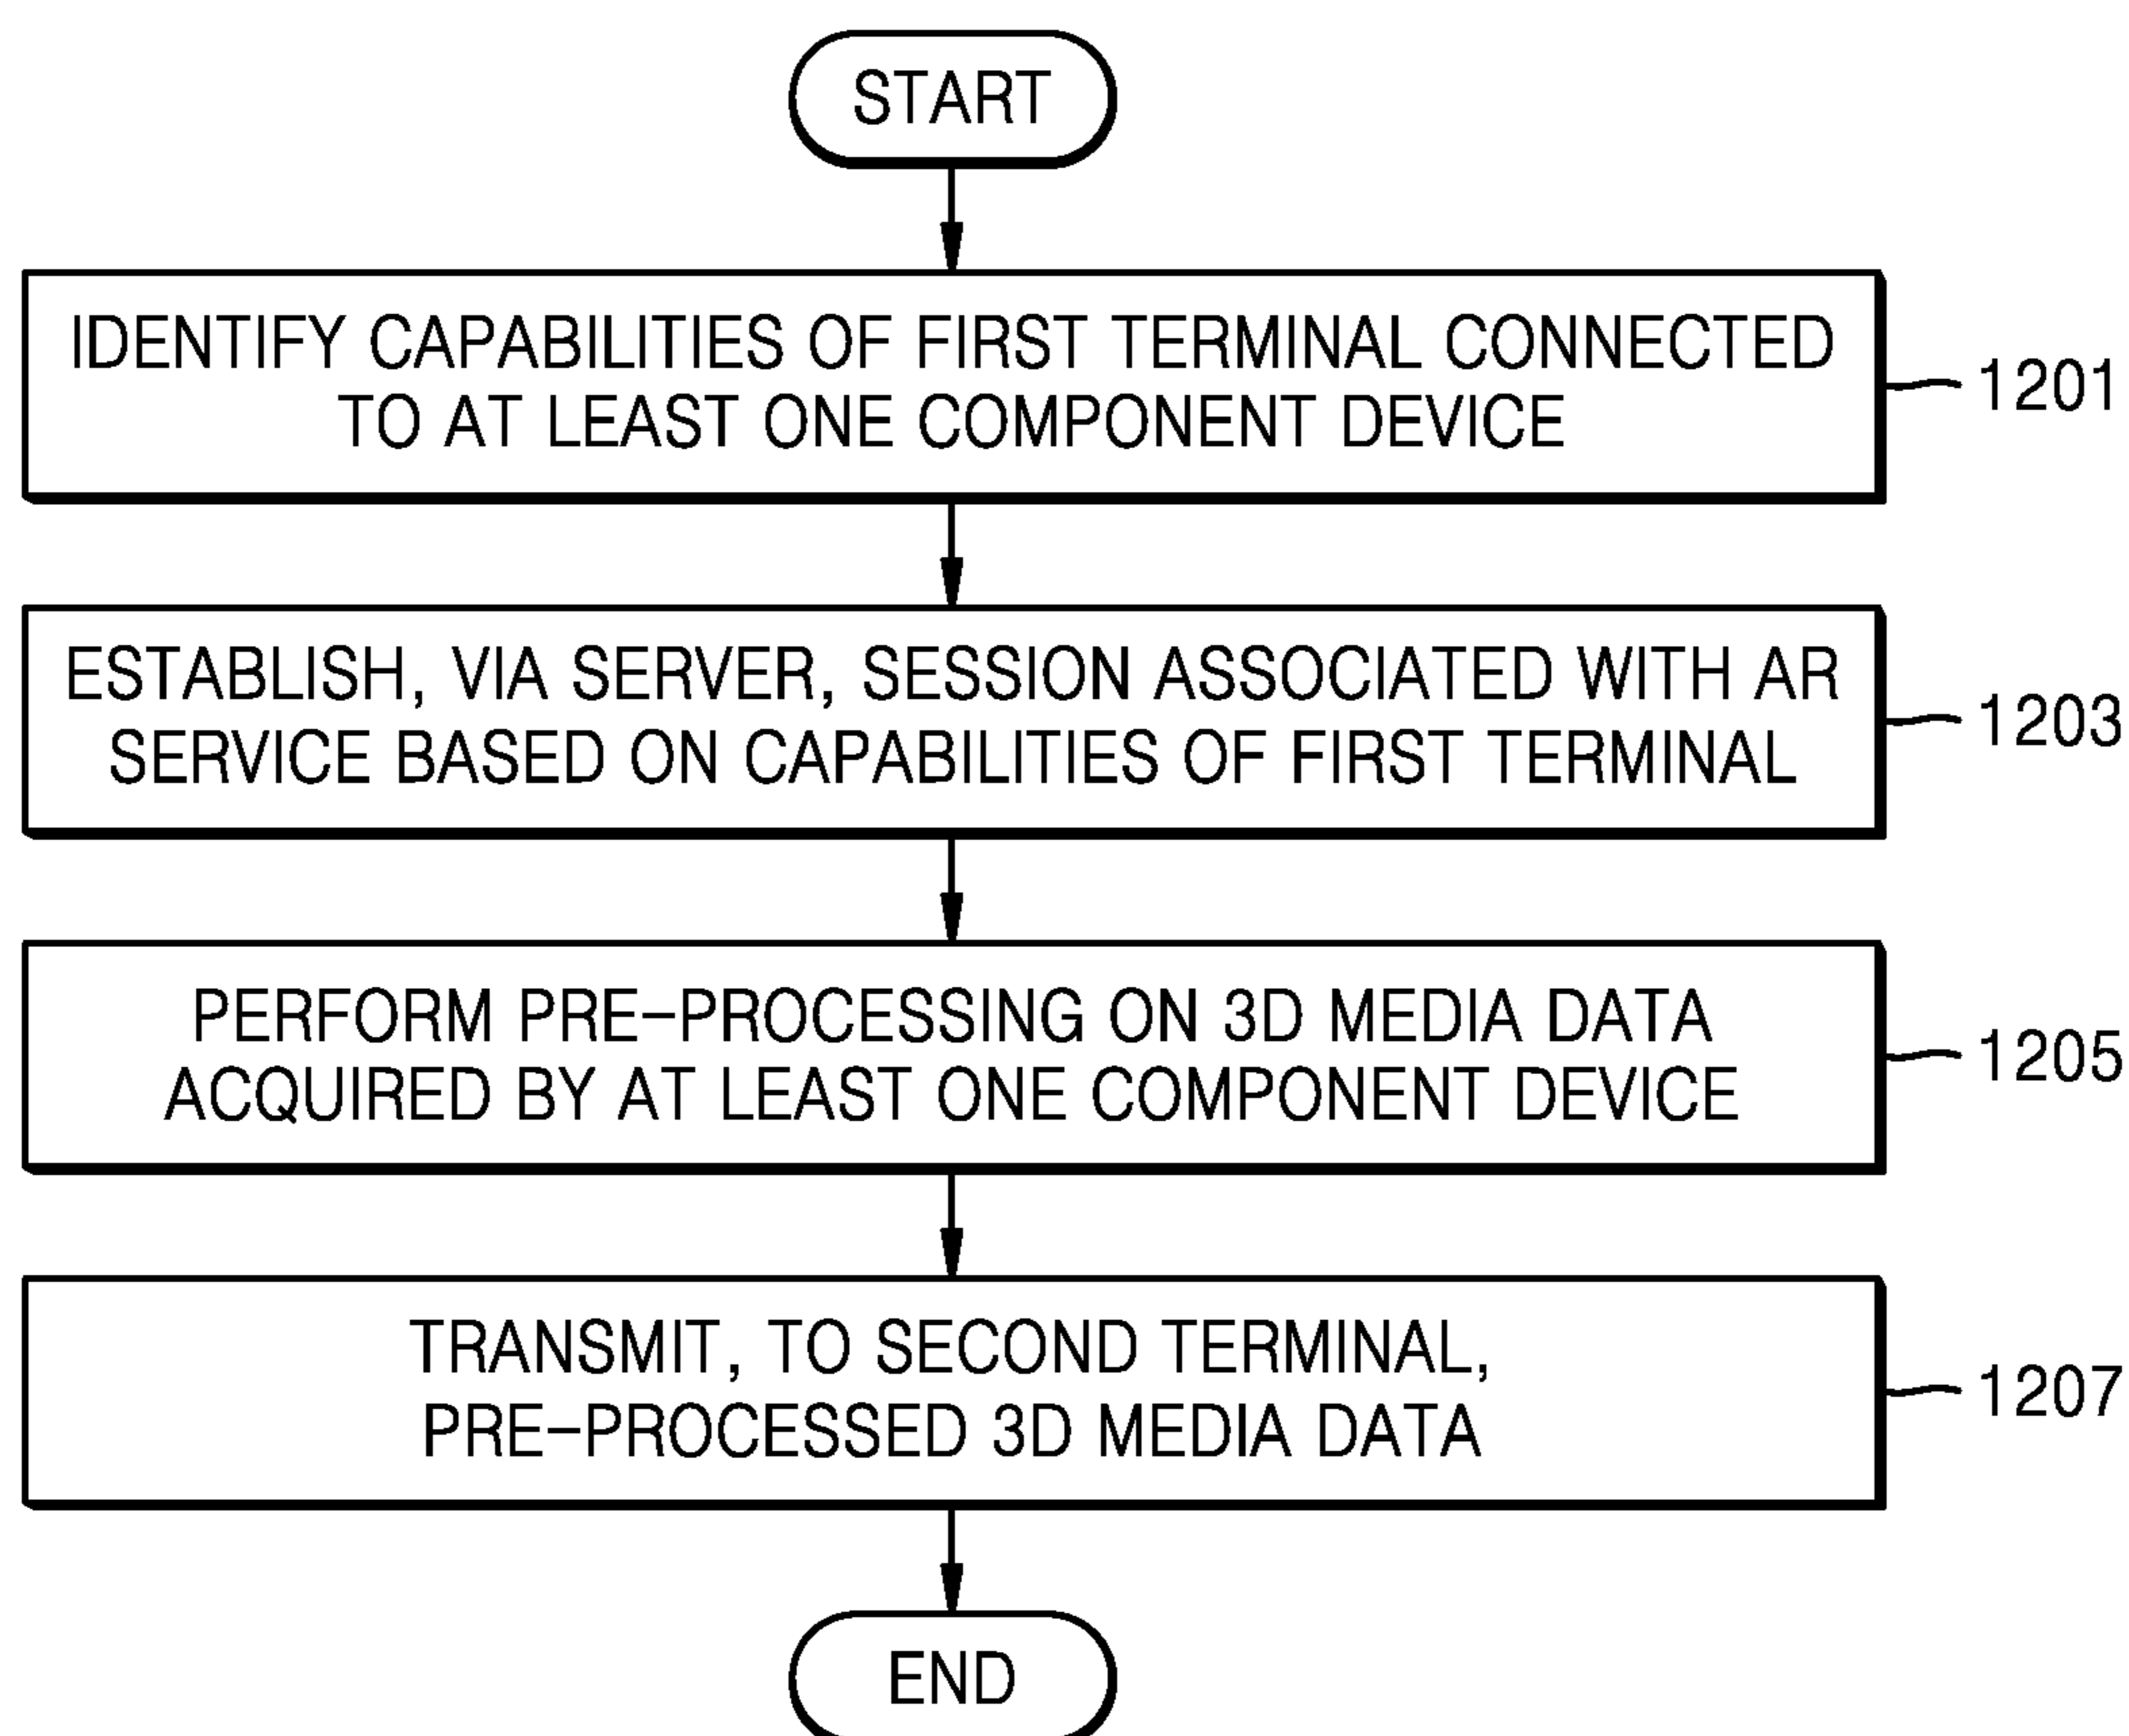 START
IDENTIFY CAPABILITIES OF FIRST TERMINAL CONNECTED
TO AT LEAST ONE COMPONENT DEVICE
1201
ESTABLISH, VIA SERVER, SESSION ASSOCIATED WITH AR
SERVICE BASED ON CAPABILITIES OF FIRST TERMINAL
1203
PERFORM PRE-PROCESSING ON 3D MEDIA DATA
ACQUIRED BY AT LEAST ONE COMPONENT DEVICE
1205
TRANSMIT, TO SECOND TERMINAL,
PRE-PROCESSED 3D MEDIA DATA
1207
END